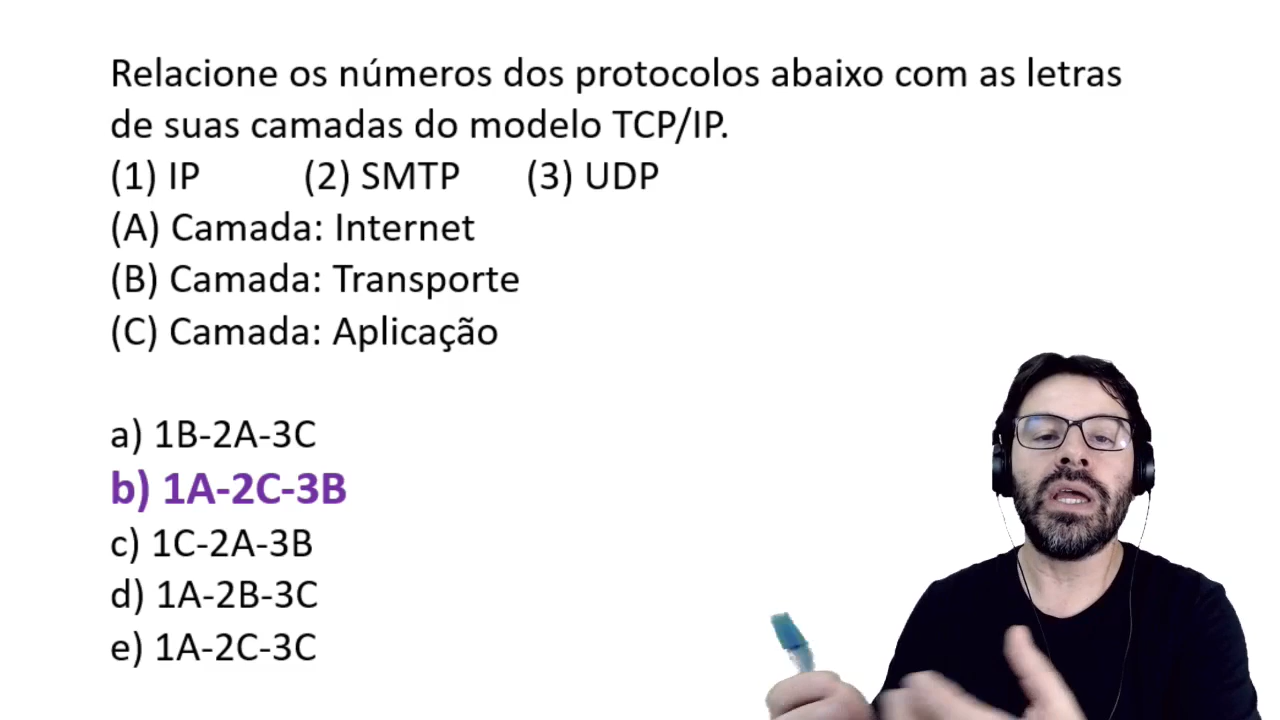 Relacione os números dos protocolos abaixo com as letras
de suas camadas do modelo TCP/IP.
(1) IP (2) SMTP (3) UDP
(A) Camada: Internet
(B) Camada: Transporte
(C) Camada: Aplicação
a) 1B-2A-3C
b) 1A-2C-3B
c) 1C-2A-3B
d) 1A-2B-3C
e) 1A-2C-3C